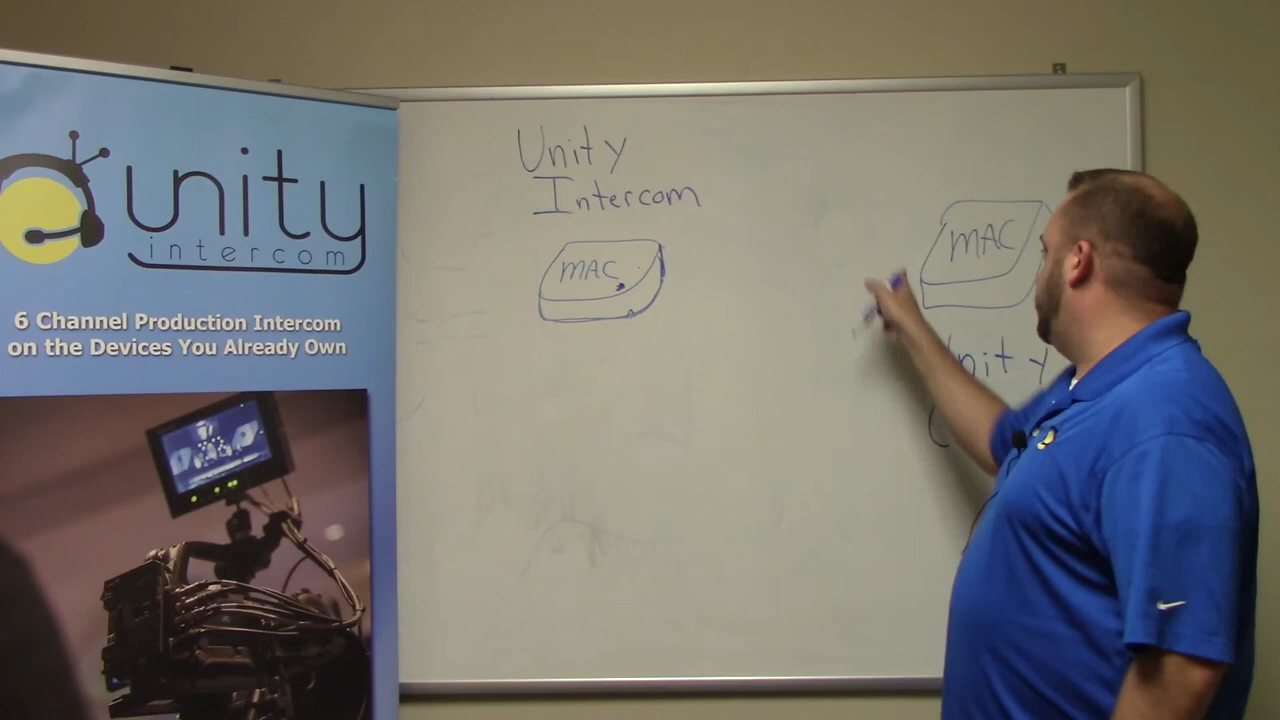 unity
intercom
6 Channel Production Intercom
on the Devices You Already Own
Unity
Intercom
MAC
MAC